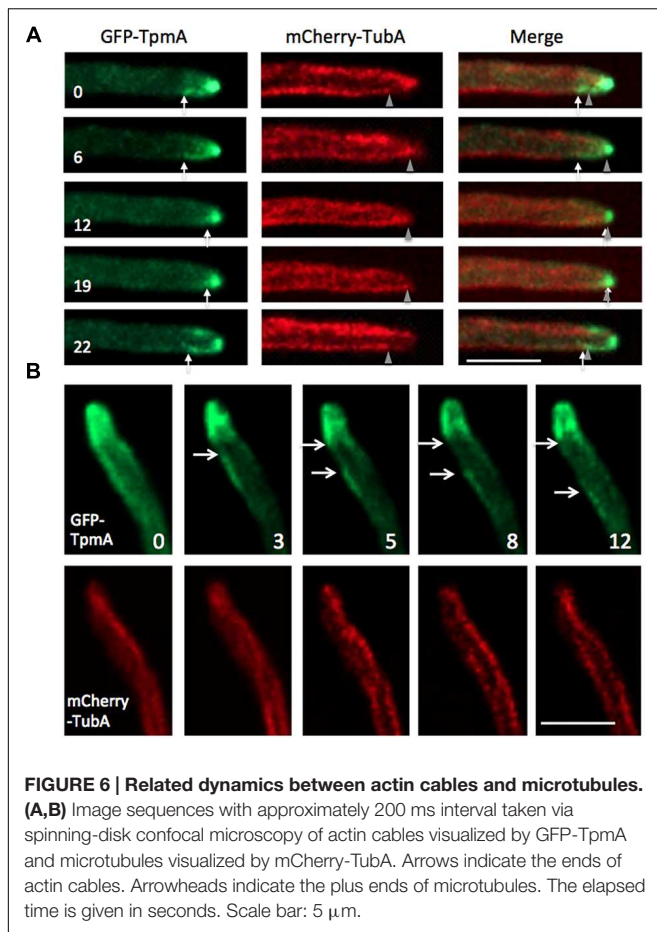 A
GFP-TpmA mCherry-TubA Merge
0
6
12
19
22
B
GFP-
TpmA
0 3 5 8 12
mCherry
-TubA
FIGURE 6 | Related dynamics between actin cables and microtubules.
(A,B) Image sequences with approximately 200 ms interval taken via
spinning-disk confocal microscopy of actin cables visualized by GFP-TpmA
and microtubules visualized by mCherry-TubA. Arrows indicate the ends of
actin cables. Arrowheads indicate the plus ends of microtubules. The elapsed
time is given in seconds. Scale bar: 5 μm.